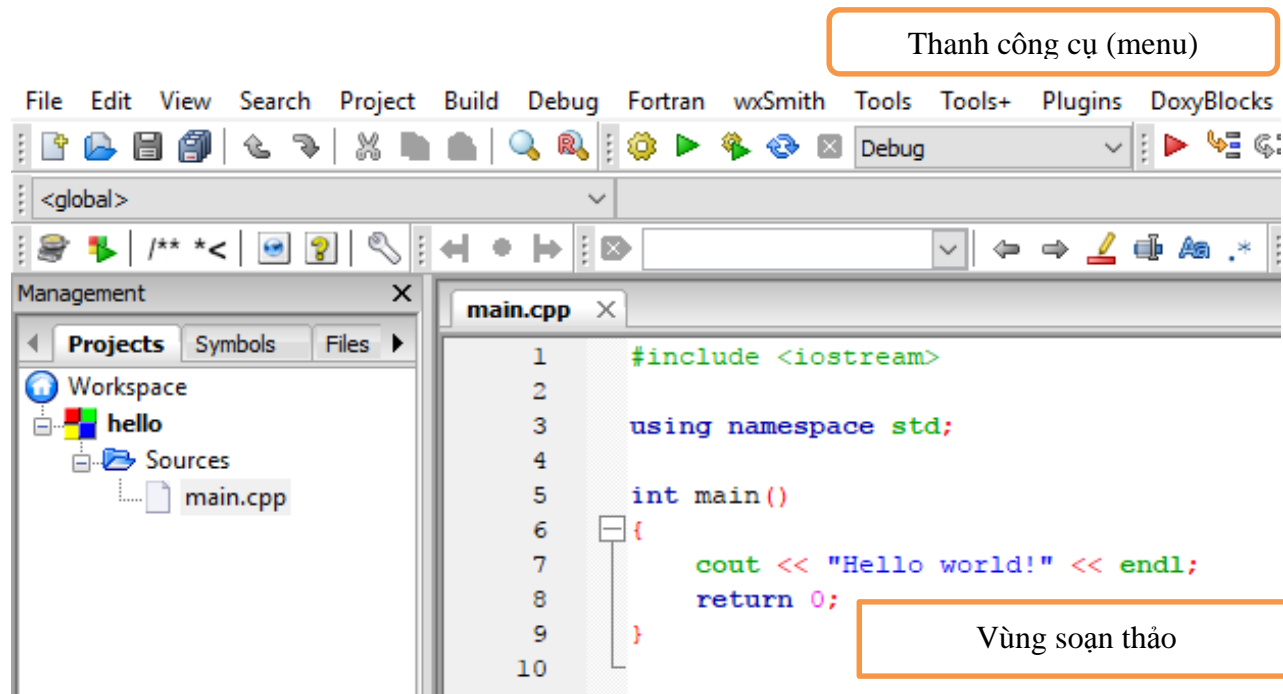 Thanh công cụ (menu)
File Edit View Search Project Build Debug Fortran wxSmith Tools Tools+ Plugins DoxyBlocks
Debug
<global>
/** *<
Management
main.cpp
Projects Symbols Files
Workspace
hello
Sources
main.cpp
1 #include <iostream>
2
3 using namespace std;
4
5 int main()
6 {
7 cout << "Hello world!" << endl;
8 return 0;
9 }
10
Vùng soạn thảo